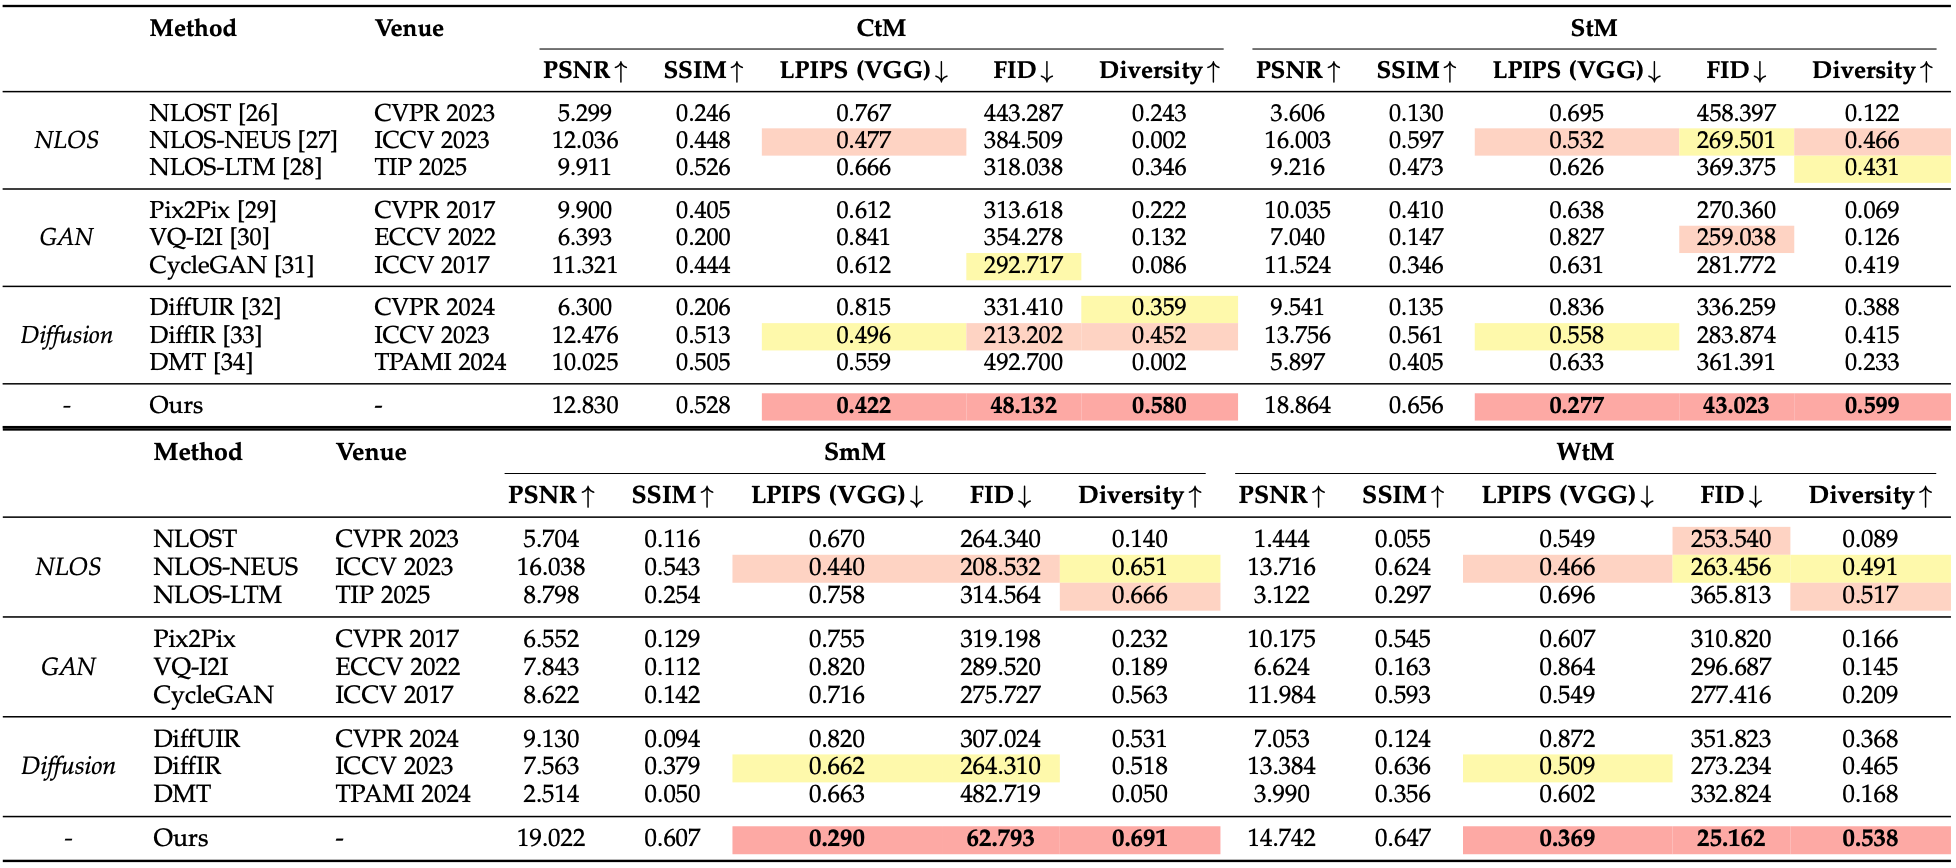 Method Venue CtM StM
PSNR↑ SSIM↑ LPIPS (VGG)↓ FID↓ Diversity↑ PSNR↑ SSIM↑ LPIPS (VGG)↓ FID↓ Diversity↑
NLOST [26] CVPR 2023 5.299 0.246 0.767 443.287 0.243 3.606 0.130 0.695 458.397 0.122
NLOS NLOS-NEUS [27] ICCV 2023 12.036 0.448 0.477 384.509 0.002 16.003 0.597 0.532 269.501 0.466
NLOS-LTM [28] TIP 2025 9.911 0.526 0.666 318.038 0.346 9.216 0.473 0.626 369.375 0.431
Pix2Pix [29] CVPR 2017 9.900 0.405 0.612 313.618 0.222 10.035 0.410 0.638 270.360 0.069
GAN VQ-I2I [30] ECCV 2022 6.393 0.200 0.841 354.278 0.132 7.040 0.147 0.827 259.038 0.126
CycleGAN [31] ICCV 2017 11.321 0.444 0.612 292.717 0.086 11.524 0.346 0.631 281.772 0.419
DiffUIR [32] CVPR 2024 6.300 0.206 0.815 331.410 0.359 9.541 0.135 0.836 336.259 0.388
Diffusion DiffIR [33] ICCV 2023 12.476 0.513 0.496 213.202 0.452 13.756 0.561 0.558 283.874 0.415
DMT [34] TPAMI 2024 10.025 0.505 0.559 492.700 0.002 5.897 0.405 0.633 361.391 0.233
- Ours - 12.830 0.528 0.422 48.132 0.580 18.864 0.656 0.277 43.023 0.599
Method Venue SmM WtM
PSNR↑ SSIM↑ LPIPS (VGG)↓ FID↓ Diversity↑ PSNR↑ SSIM↑ LPIPS (VGG)↓ FID↓ Diversity↑
NLOST CVPR 2023 5.704 0.116 0.670 264.340 0.140 1.444 0.055 0.549 253.540 0.089
NLOS NLOS-NEUS ICCV 2023 16.038 0.543 0.440 208.532 0.651 13.716 0.624 0.466 263.456 0.491
NLOS-LTM TIP 2025 8.798 0.254 0.758 314.564 0.666 3.122 0.297 0.696 365.813 0.517
Pix2Pix CVPR 2017 6.552 0.129 0.755 319.198 0.232 10.175 0.545 0.607 310.820 0.166
GAN VQ-I2I ECCV 2022 7.843 0.112 0.820 289.520 0.189 6.624 0.163 0.864 296.687 0.145
CycleGAN ICCV 2017 8.622 0.142 0.716 275.727 0.563 11.984 0.593 0.549 277.416 0.209
DiffUIR CVPR 2024 9.130 0.094 0.820 307.024 0.531 7.053 0.124 0.872 351.823 0.368
Diffusion DiffIR ICCV 2023 7.563 0.379 0.662 264.310 0.518 13.384 0.636 0.509 273.234 0.465
DMT TPAMI 2024 2.514 0.050 0.663 482.719 0.050 3.990 0.356 0.602 332.824 0.168
- Ours - 19.022 0.607 0.290 62.793 0.691 14.742 0.647 0.369 25.162 0.538